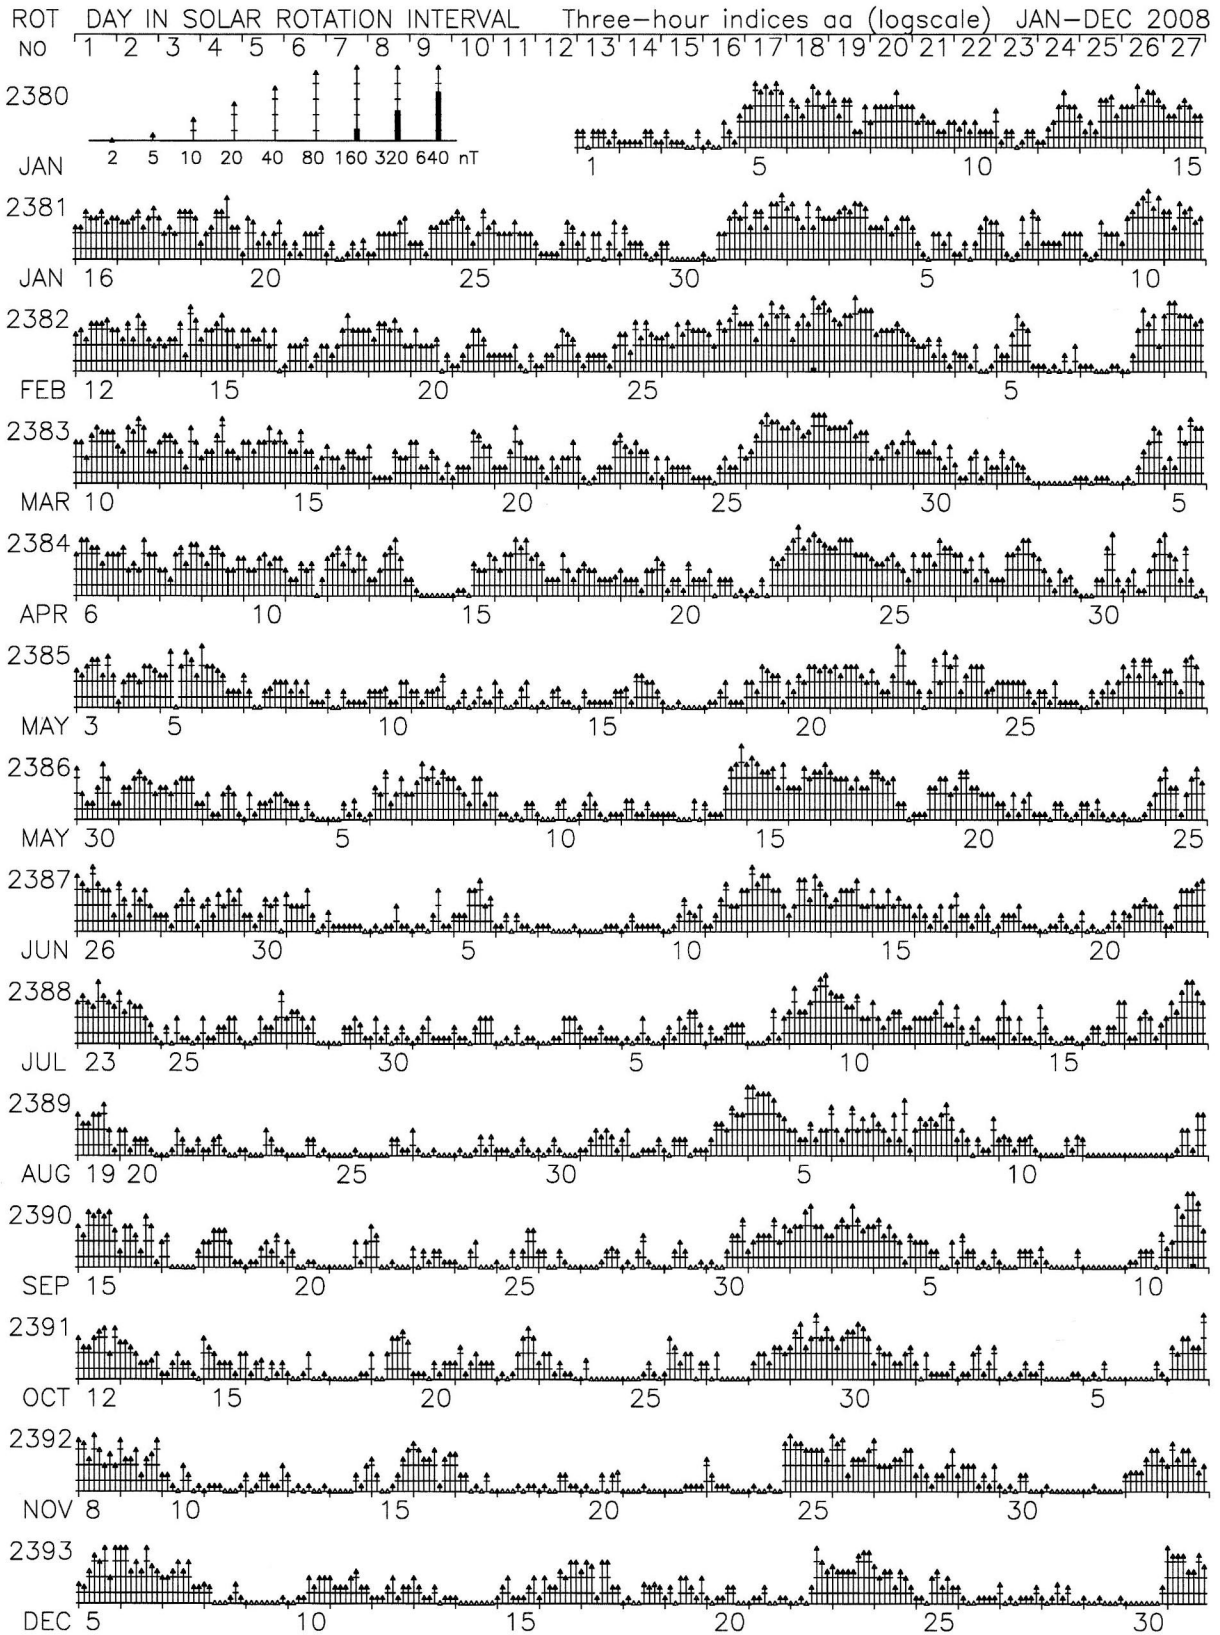 ROT DAY IN SOLAR ROTATION INTERVAL Three-hour indices aa (logscale) JAN-DEC 2008
NO 1 2 3 4 5 6 7 8 9 10 11 12 13 14 15 16 17 18 19 20 21 22 23 24 25 26 27
2380
2 5 10 20 40 80 160 320 640 nT
JAN 1 5 10 15
2381
JAN 16 20 25 30 5 10
2382
FEB 12 15 20 25 5
2383
MAR 10 15 20 25 30 5
2384
APR 6 10 15 20 25 30
2385
MAY 3 5 10 15 20 25
2386
MAY 30 5 10 15 20 25
2387
JUN 26 30 5 10 15 20
2388
JUL 23 25 30 5 10 15
2389
AUG 19 20 25 30 5 10
2390
SEP 15 20 25 30 5 10
2391
OCT 12 15 20 25 30 5
2392
NOV 8 10 15 20 25 30
2393
DEC 5 10 15 20 25 30